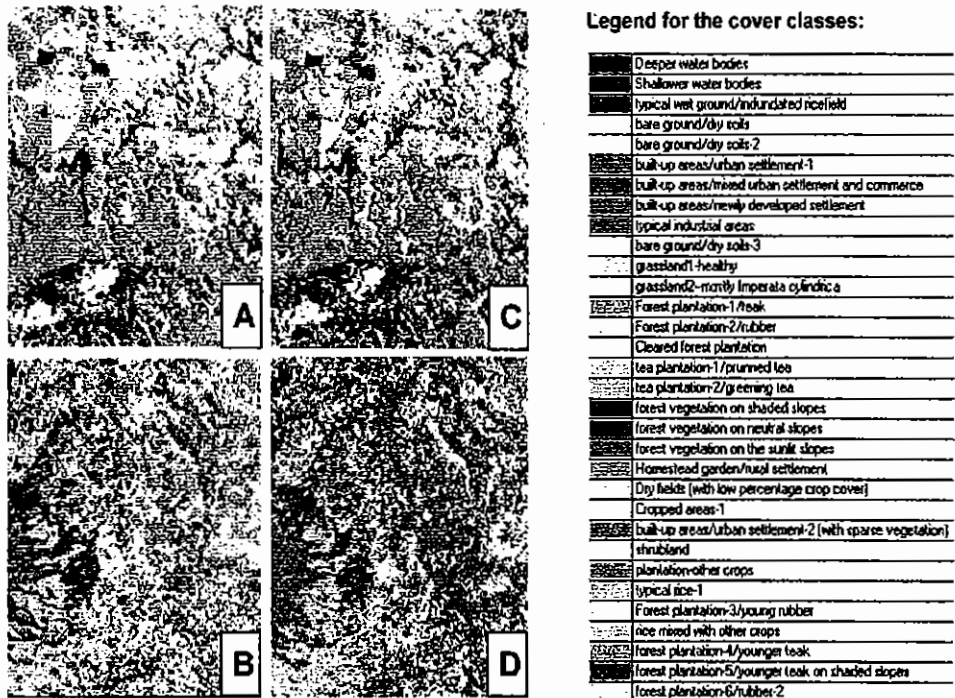 A
C
B
D
Legend for the cover classes:
Deeper water bodies
Shallower water bodies
typical wet ground/indundated ricefield
bare ground/dry soils
bare ground/dry soils-2
built-up areas/urban settlement-1
built-up areas/mixed urban settlement and commerce
built-up areas/newly developed settlement
typical industrial areas
bare ground/dry soils-3
grassland1-healthy
grassland2-mostly Imperata cylindrica
Forest plantation-1/teak
Forest plantation-2/rubber
Cleared forest plantation
tea plantation-1/prunned tea
tea plantation-2/greening tea
forest vegetation on shaded slopes
forest vegetation on neutral slopes
forest vegetation on the sunlit slopes
Homestead garden/rural settlement
Dry fields (with low percentage crop cover)
Cropped areas-1
built-up areas/urban settlement-2 (with sparse vegetation)
shrubland
plantation-other crops
typical rice-1
Forest plantation-3/young rubber
rice mixed with other crops
forest plantation-4/younger teak
forest plantation-5/younger teak on shaded slopes
forest plantation-6/rubber-2